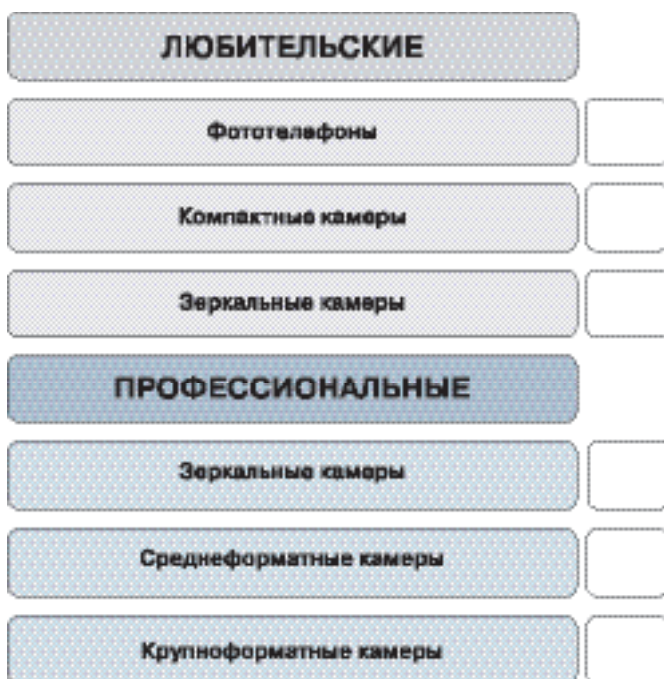 ЛЮБИТЕЛЬСКИЕ
Фототелефоны
Компактные камеры
Зеркальные камеры
ПРОФЕССИОНАЛЬНЫЕ
Зеркальные камеры
Среднеформатные камеры
Крупноформатные камеры